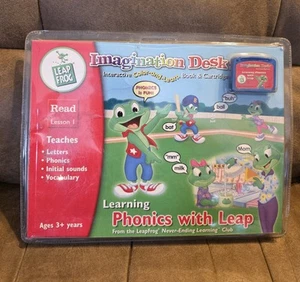 LEAP
FROG
Imagination Desk
Interactive Color-and-Learn Book & Cartridge
Read
Lesson 1
PHONICS
IS FUN!
"buh"
ball
bat
Teaches
• Letters
• Phonics
• Initial sounds
• Vocabulary
"mm"
milk
Mom
Learning
Phonics with Leap
Ages 3+ years
From the LeapFrog Never-Ending Learning Club